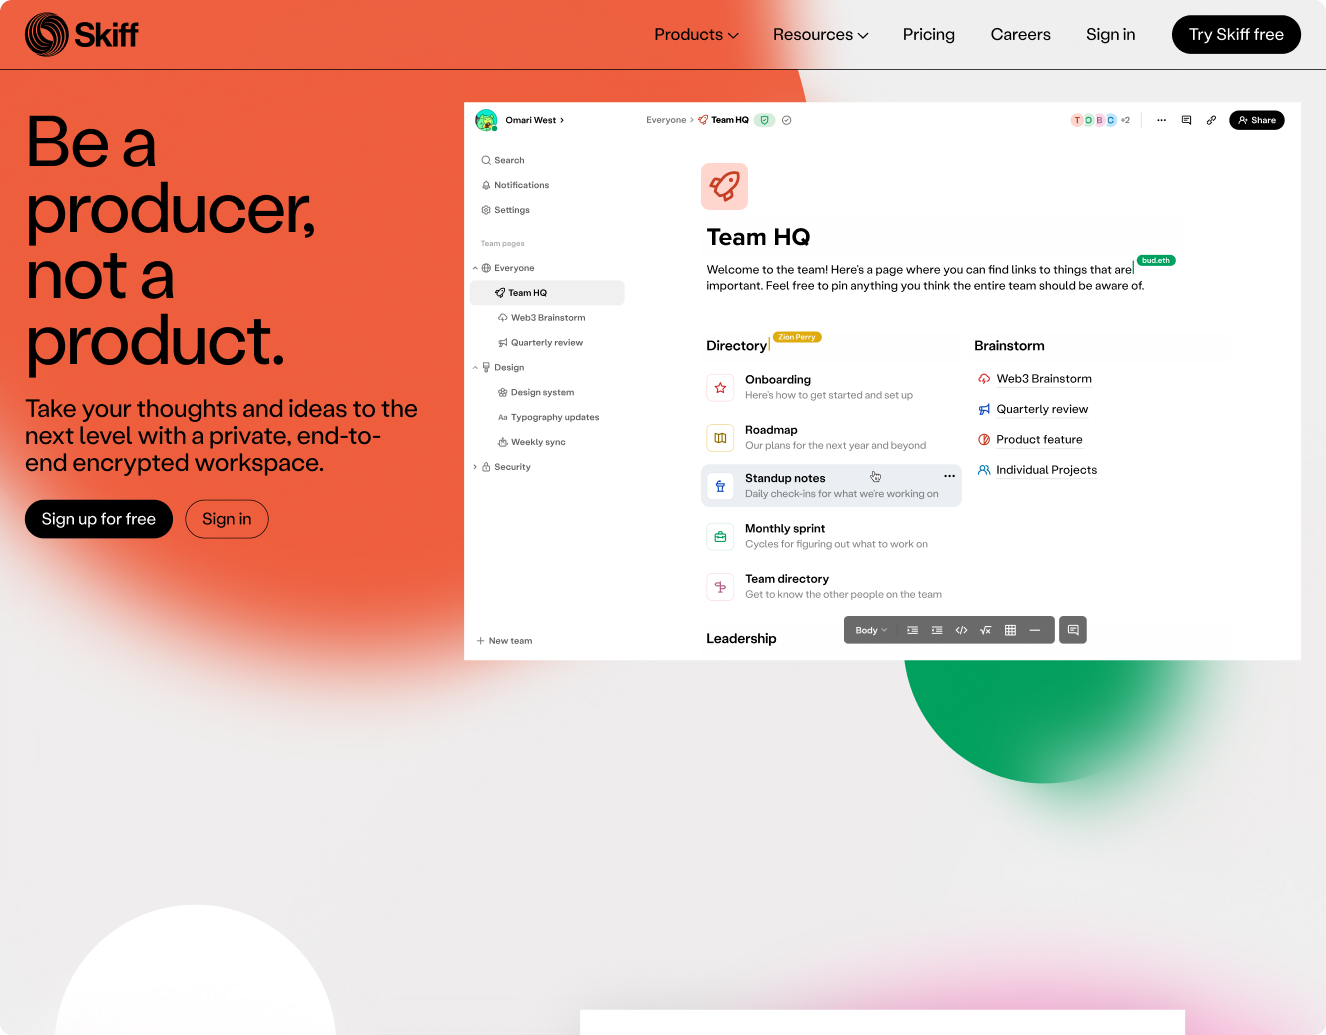 Skiff
Products
Resources
Pricing
Careers
Sign in
Try Skiff free
Be a
producer,
not a
product.
Take your thoughts and ideas to the
next level with a private, end-to-
end encrypted workspace.
Sign up for free
Sign in
Omari West
Everyone
Team HQ
T
D
B
C
+2
Share
Search
Notifications
Settings
Team pages
Everyone
Team HQ
Web3 Brainstorm
Quarterly review
Design
Design system
Aa Typography updates
Weekly sync
Security
New team
Team HQ
bud.eth
Welcome to the team! Here's a page where you can find links to things that are
important. Feel free to pin anything you think the entire team should be aware of.
Directory
Zion Perry
Onboarding
Here's how to get started and set up
Roadmap
Our plans for the next year and beyond
Standup notes
Daily check-ins for what we're working on
Monthly sprint
Cycles for figuring out what to work on
Team directory
Get to know the other people on the team
Leadership
Brainstorm
Web3 Brainstorm
Quarterly review
Product feature
Individual Projects
Body